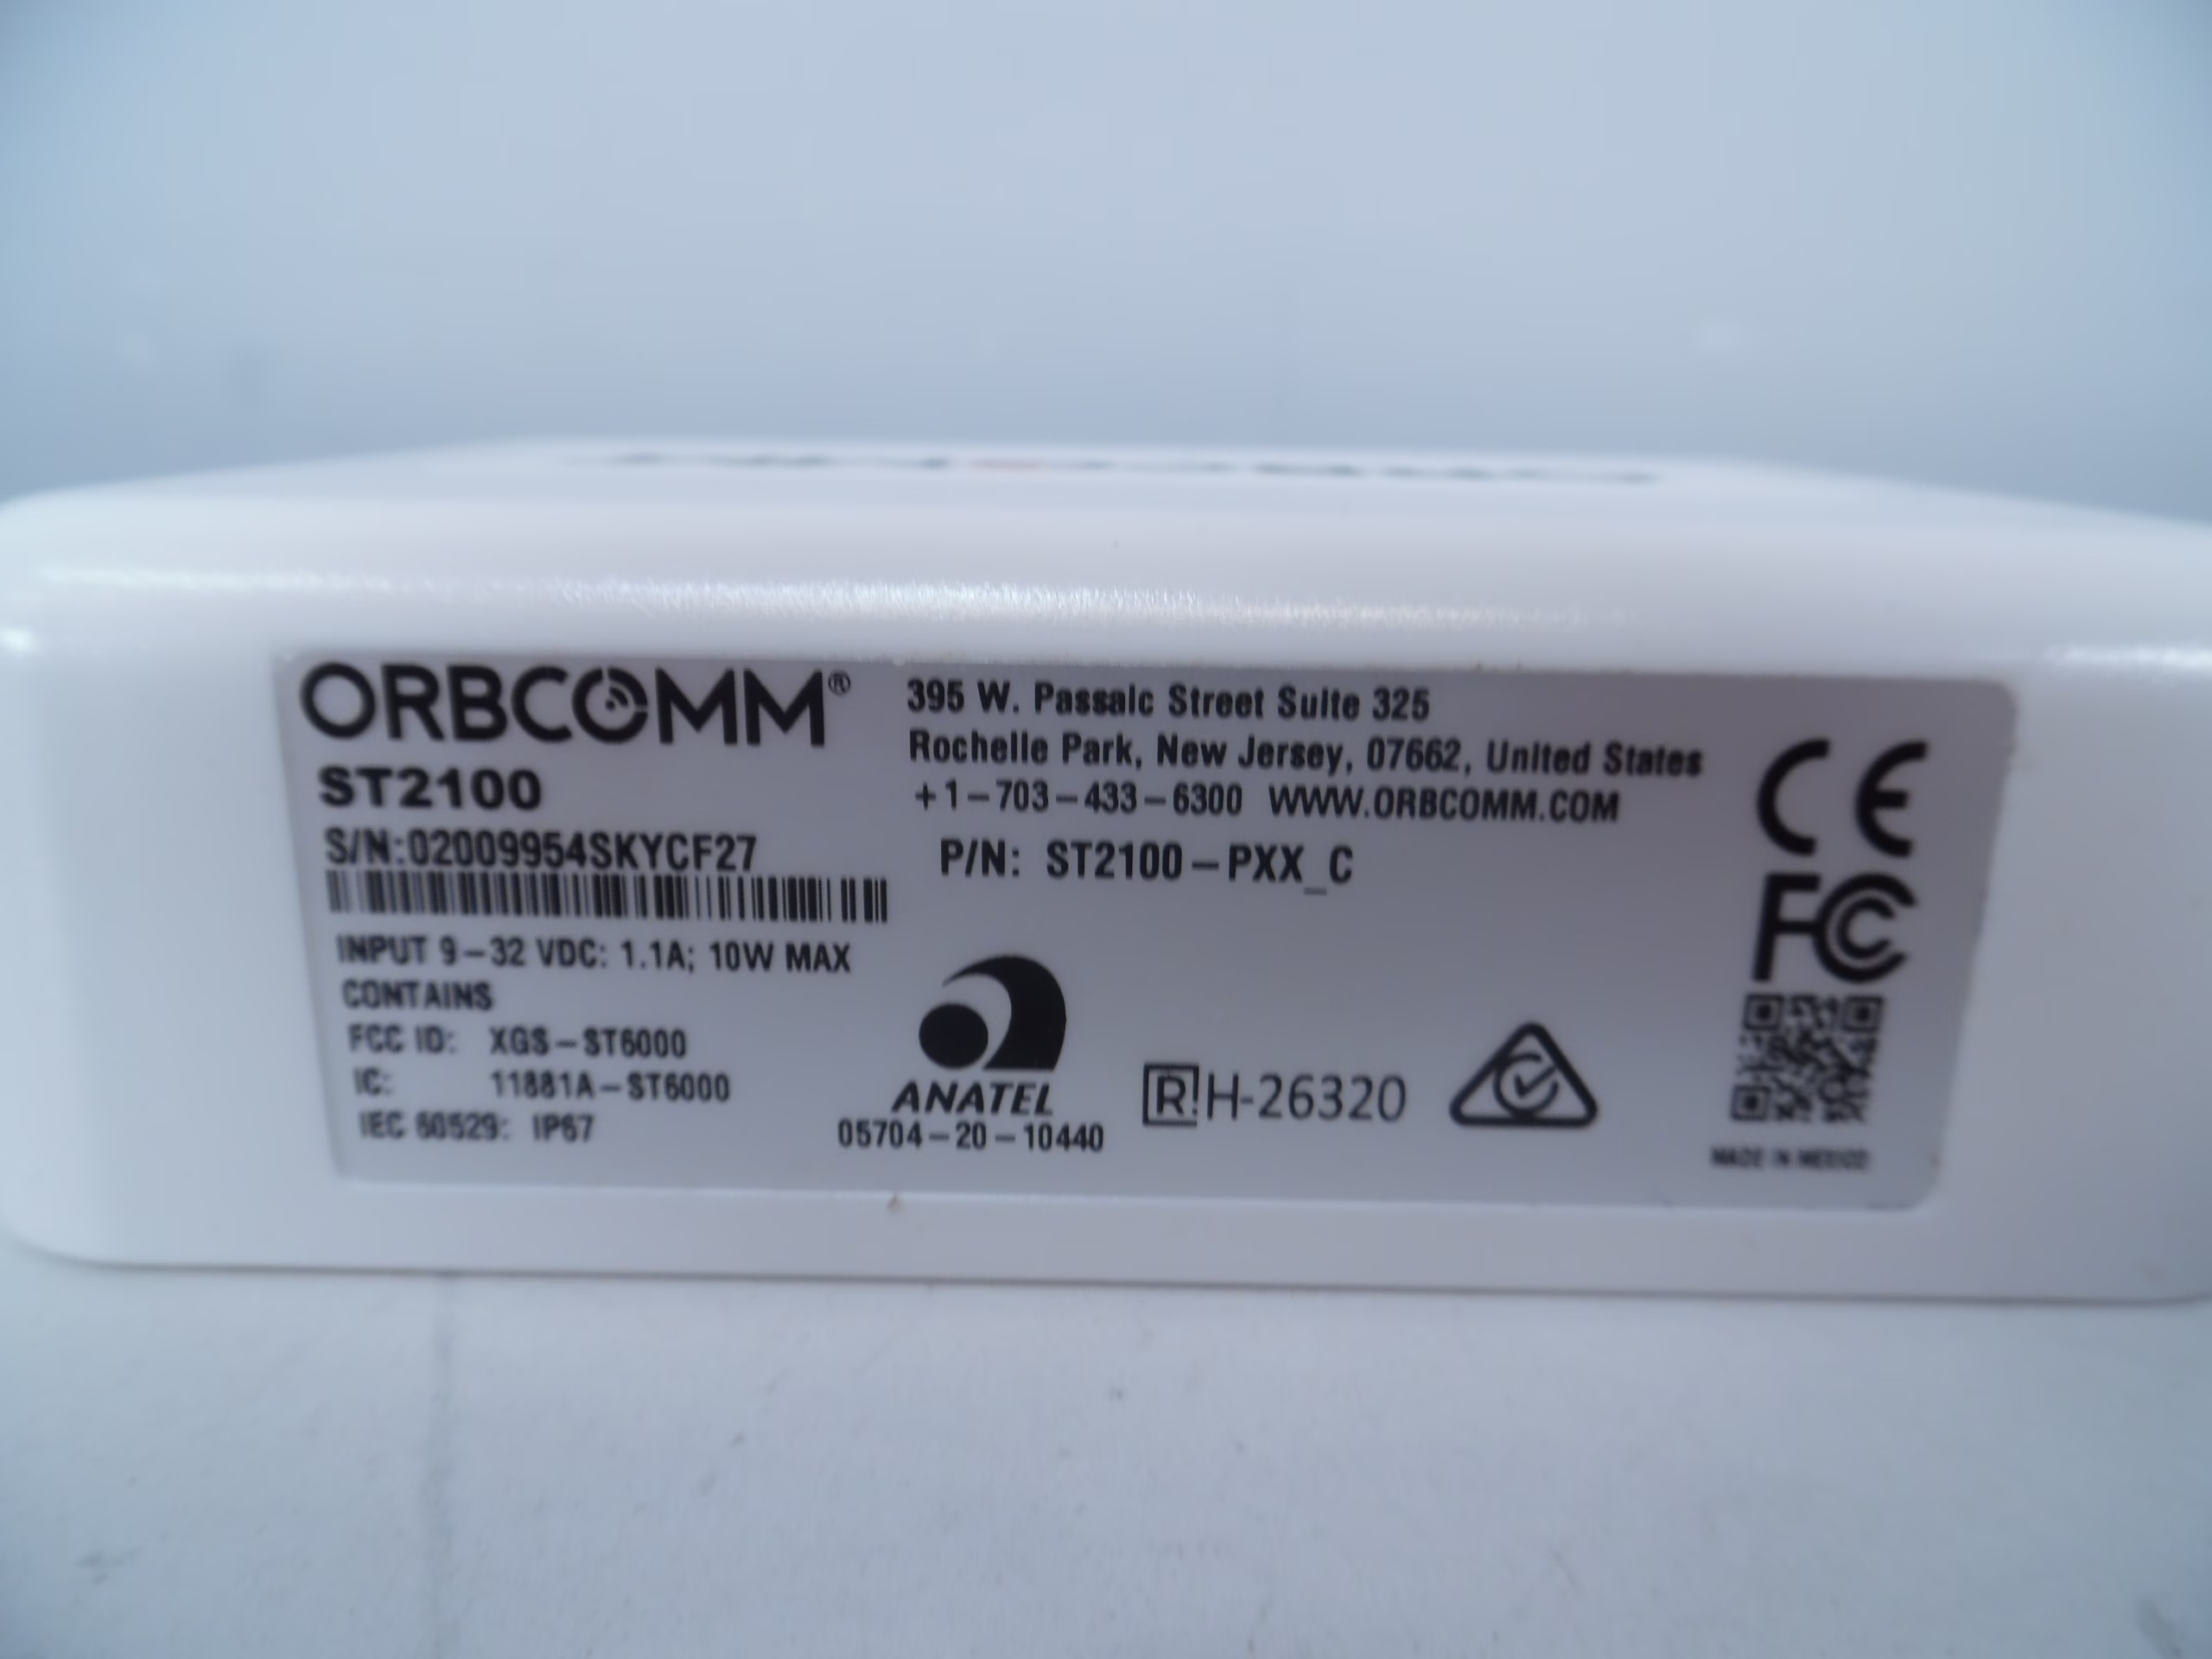 ORBCOMM®
ST2100
S/N:02009954SKYCF27
INPUT 9-32 VDC: 1.1A; 10W MAX
CONTAINS
FCC ID: XGS-ST6000
IC: 11881A-ST6000
IEC 60529: IP67
395 W. Passaic Street Suite 325
Rochelle Park, New Jersey, 07662, United States
+1-703-433-6300 WWW.ORBCOMM.COM
P/N: ST2100-PXX_C
ANATEL
05704-20-10440
R H-26320
CE
FC
MADE IN MEXICO